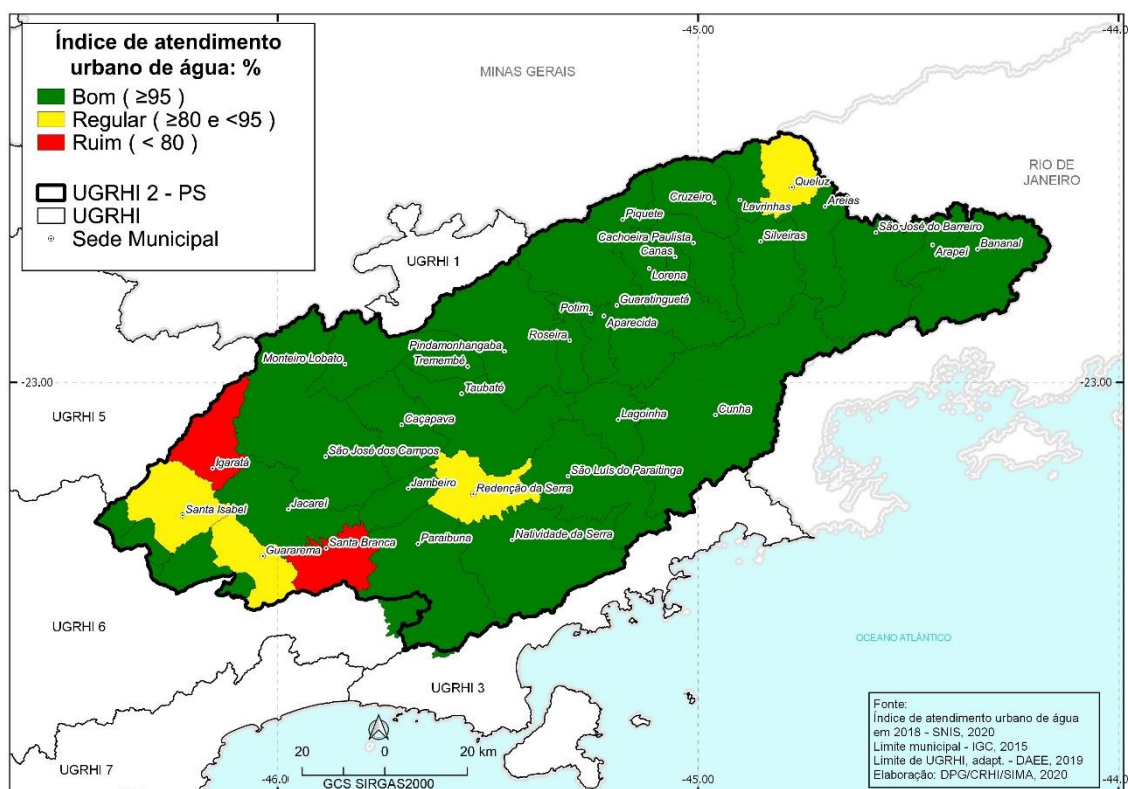 Índice de atendimento
urbano de água: %
Bom ( ≥95 )
Regular ( ≥80 e <95 )
Ruim ( < 80 )
UGRHI 2 - PS
UGRHI
Sede Municipal
-45.00
-44.0
MINAS GERAIS
RIO DE
JANEIRO
UGRHI 1
Queluz
Cruzeiro
Lavrinhas
Areias
Piquete
São José do Barreiro
Cachoeira Paulista
Silveiras
Arapeí
Bananal
Canas
Lorena
Potim
Guaratinguetá
Aparecida
Roseira
Pindamonhangaba
Monteiro Lobato
Tremembé
-23.00
-23.00
Taubaté
UGRHI 5
Caçapava
Lagoinha
Cunha
São José dos Campos
Igaratá
São Luís do Paraitinga
Jambeiro
Redenção da Serra
Santa Isabel
Jacareí
Guararema
Santa Branca
Paraibuna
Natividade da Serra
UGRHI 6
OCEANO ATLÂNTICO
UGRHI 3
UGRHI 7
20
0
20 km
-46.0
GCS SIRGAS2000
-45.00
Fonte:
Índice de atendimento urbano de água
em 2018 - SNIS, 2020
Limite municipal - IGC, 2015
Limite de UGRHI, adapt. - DAEE, 2019
Elaboração: DPG/CRHI/SIMA, 2020